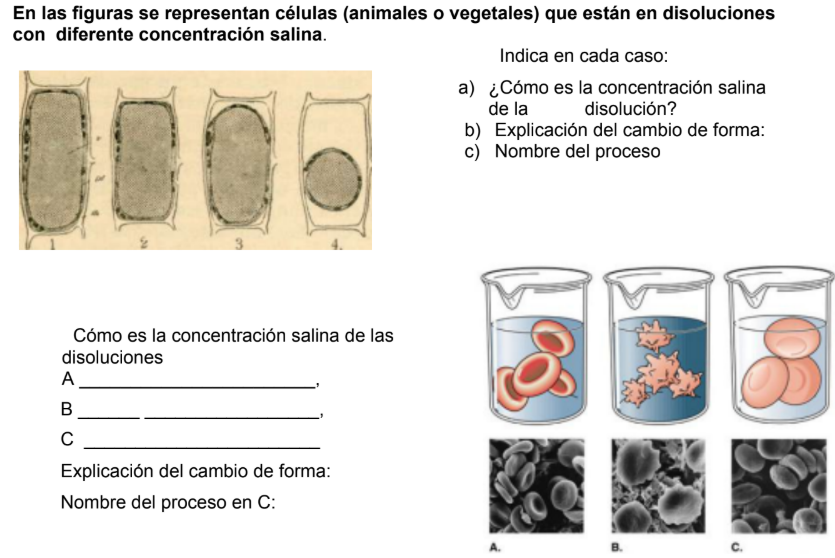 En las figuras se representan células (animales o vegetales) que están en disoluciones
con diferente concentración salina.
Indica en cada caso:
a) ¿Cómo es la concentración salina
de la disolución?
b) Explicación del cambio de forma:
c) Nombre del proceso
1 2 3 4.
Cómo es la concentración salina de las
disoluciones
A ________________________,
B ______ __________________,
C ________________________
Explicación del cambio de forma:
Nombre del proceso en C:
A. B. C.